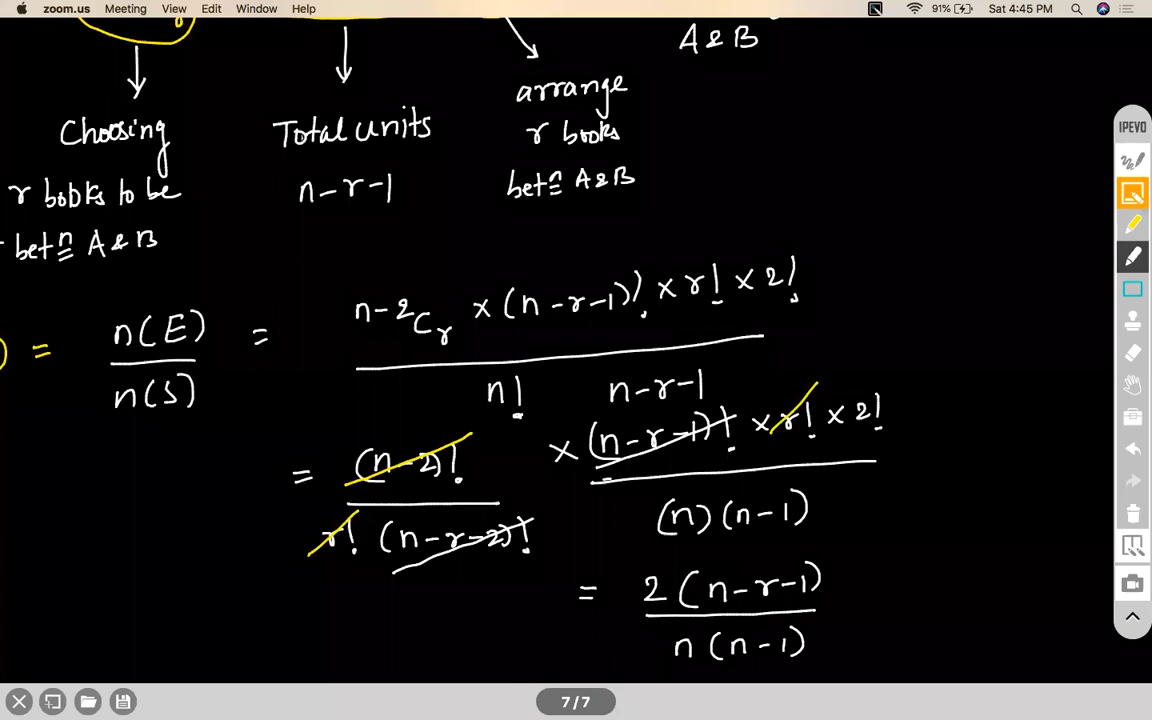 zoom.us Meeting View Edit Window Help 91% Sat 4:45 PM
A & B
Choosing
r books to be
betn A & B
Total units
n-r-1
arrange
r books
betn A & B
= n(E)/n(S) = n-2Cr × (n-r-1)! × r! × 2! / n!
n-r-1
= (n-2)! / r! (n-r-2)! × (n-r-1)! × r! × 2! / (n)(n-1)
= 2(n-r-1) / n(n-1)
IPEVO
7/7